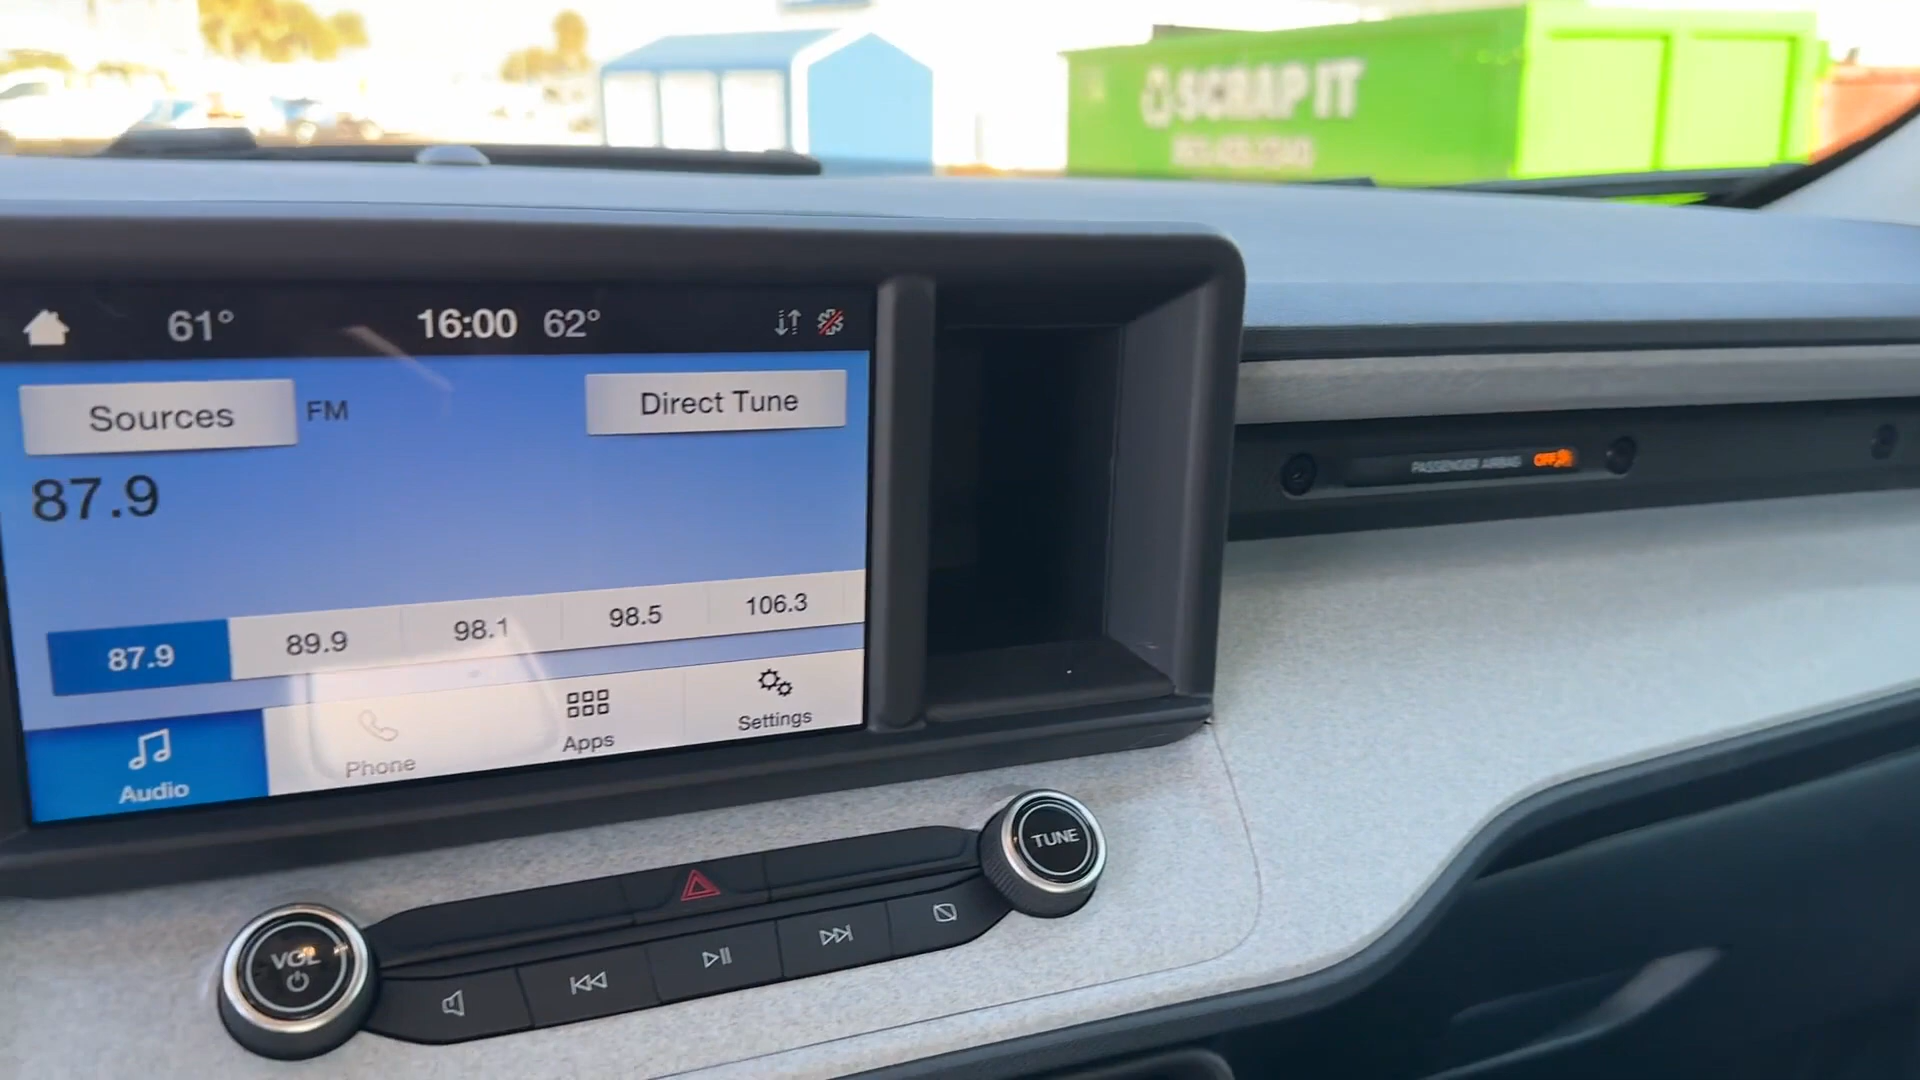 SCRAP IT
61° 16:00 62°
Sources FM Direct Tune
87.9
87.9 89.9 98.1 98.5 106.3
Audio Phone Apps Settings
PASSENGER AIRBAG OFF
TUNE
VOL